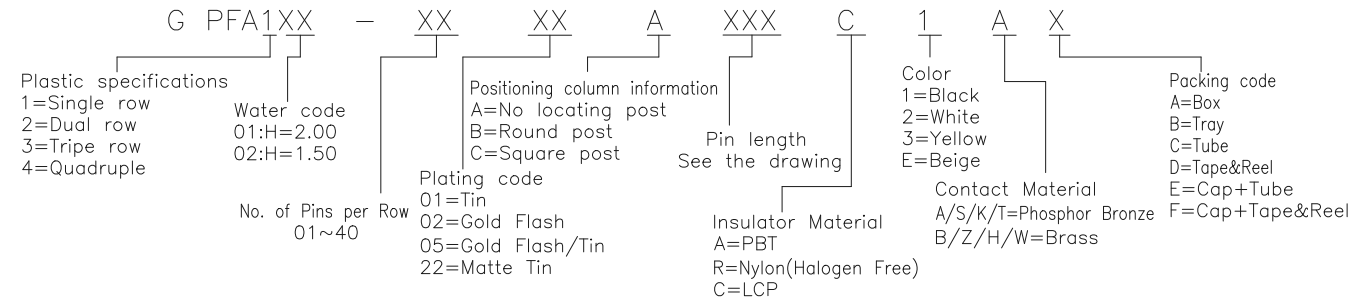 G PFA1XX - XX XX A XXX C 1 A X
Plastic specifications
1=Single row
2=Dual row
3=Tripe row
4=Quadruple
Water code
01:H=2.00
02:H=1.50
No. of Pins per Row
01~40
Plating code
01=Tin
02=Gold Flash
05=Gold Flash/Tin
22=Matte Tin
Positioning column information
A=No locating post
B=Round post
C=Square post
Pin length
See the drawing
Insulator Material
A=PBT
R=Nylon(Halogen Free)
C=LCP
Color
1=Black
2=White
3=Yellow
E=Beige
Contact Material
A/S/K/T=Phosphor Bronze
B/Z/H/W=Brass
Packing code
A=Box
B=Tray
C=Tube
D=Tape&Reel
E=Cap+Tube
F=Cap+Tape&Reel